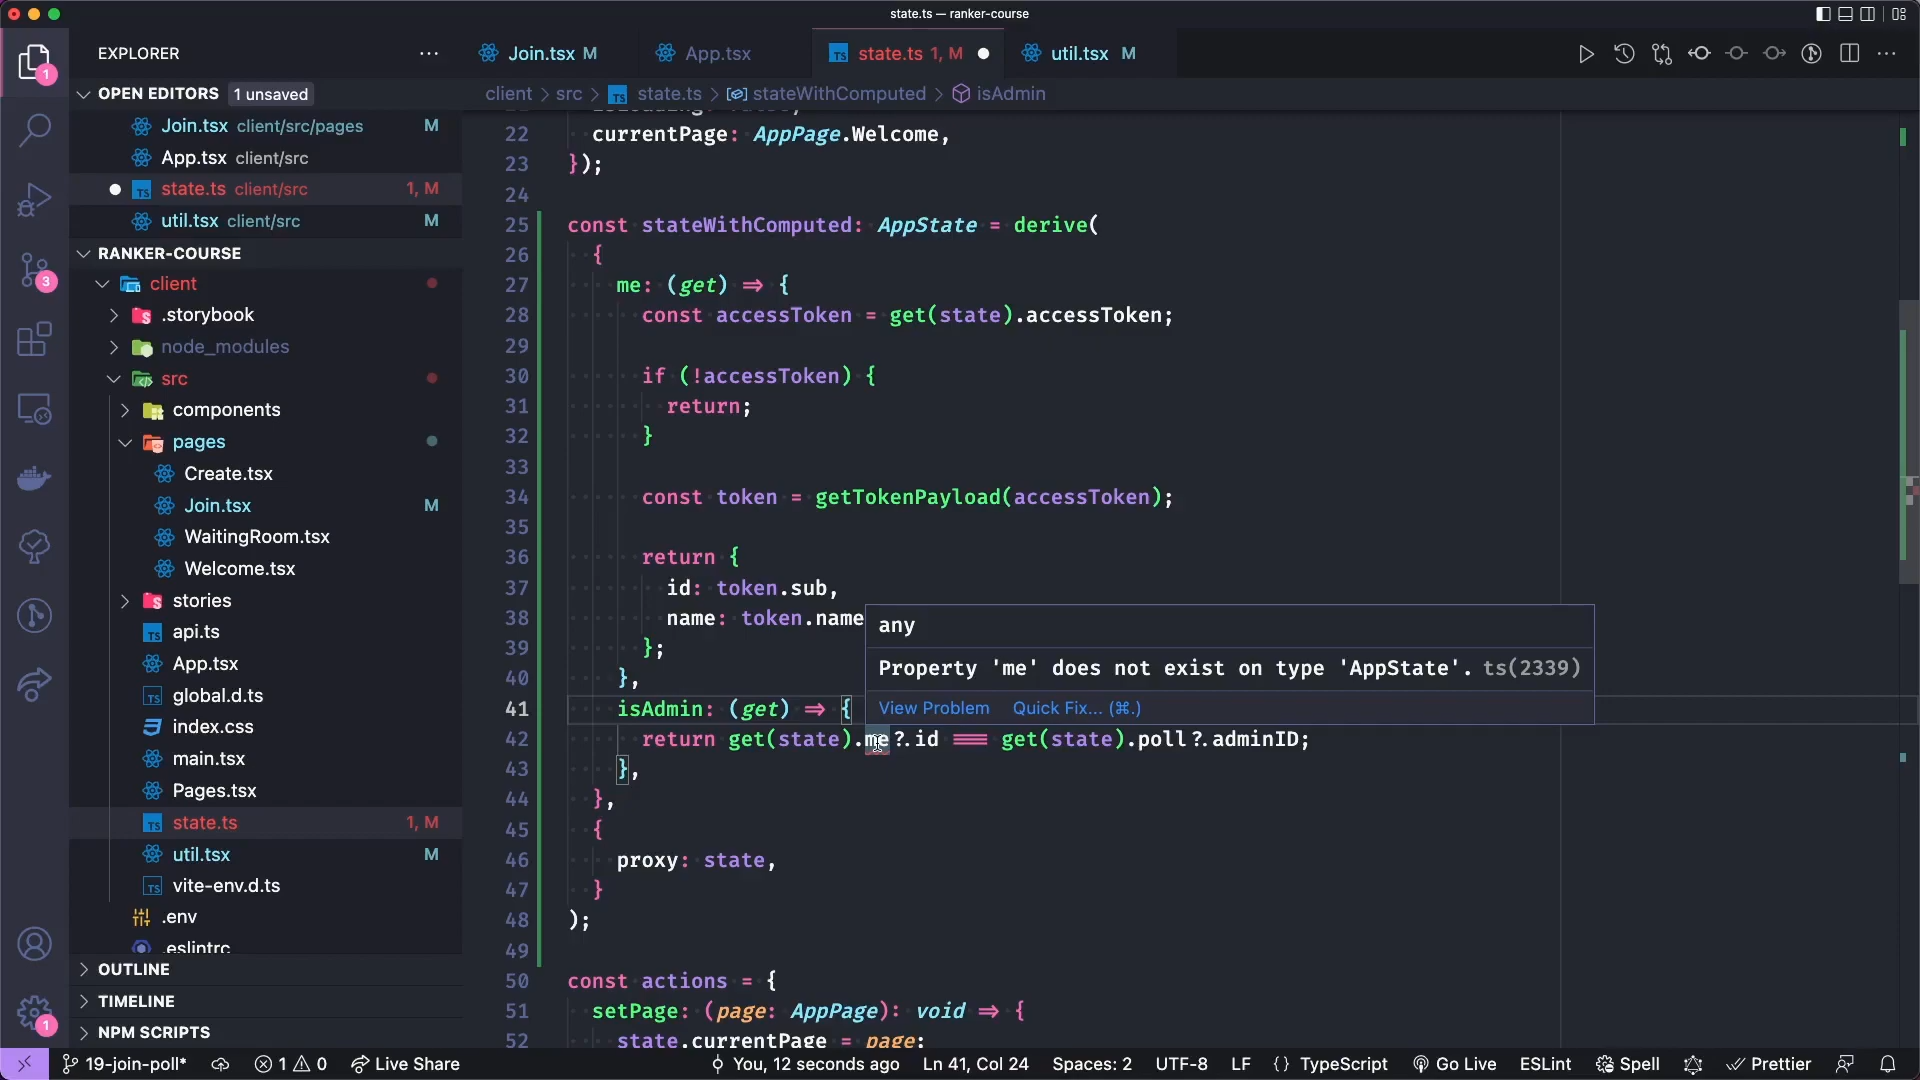 state.ts — ranker-course
EXPLORER
Join.tsx M
App.tsx
state.ts 1, M
util.tsx M
OPEN EDITORS 1 unsaved
client > src > state.ts > stateWithComputed > isAdmin
Join.tsx client/src/pages M
App.tsx client/src
state.ts client/src 1, M
util.tsx client/src M
RANKER-COURSE
client
.storybook
node_modules
src
components
pages
Create.tsx
Join.tsx M
WaitingRoom.tsx
Welcome.tsx
stories
api.ts
App.tsx
global.d.ts
index.css
main.tsx
Pages.tsx
state.ts 1, M
util.tsx M
vite-env.d.ts
.env
.eslintrc
OUTLINE
TIMELINE
NPM SCRIPTS
1
3
1
22 currentPage: AppPage.Welcome,
23 });
24
25 const stateWithComputed: AppState = derive(
26 {
27 me: (get) => {
28 const accessToken = get(state).accessToken;
29
30 if (!accessToken) {
31 return;
32 }
33
34 const token = getTokenPayload(accessToken);
35
36 return {
37 id: token.sub,
38 name: token.name
39 };
40 },
41 isAdmin: (get) => {
42 return get(state).me?.id === get(state).poll?.adminID;
43 },
44 },
45 {
46 proxy: state,
47 }
48 );
49
50 const actions = {
51 setPage: (page: AppPage): void => {
52 state.currentPage = page;
any
Property 'me' does not exist on type 'AppState'. ts(2339)
View Problem Quick Fix... (⌘.)
19-join-poll* 1 0 Live Share You, 12 seconds ago Ln 41, Col 24 Spaces: 2 UTF-8 LF {} TypeScript Go Live ESLint Spell Prettier